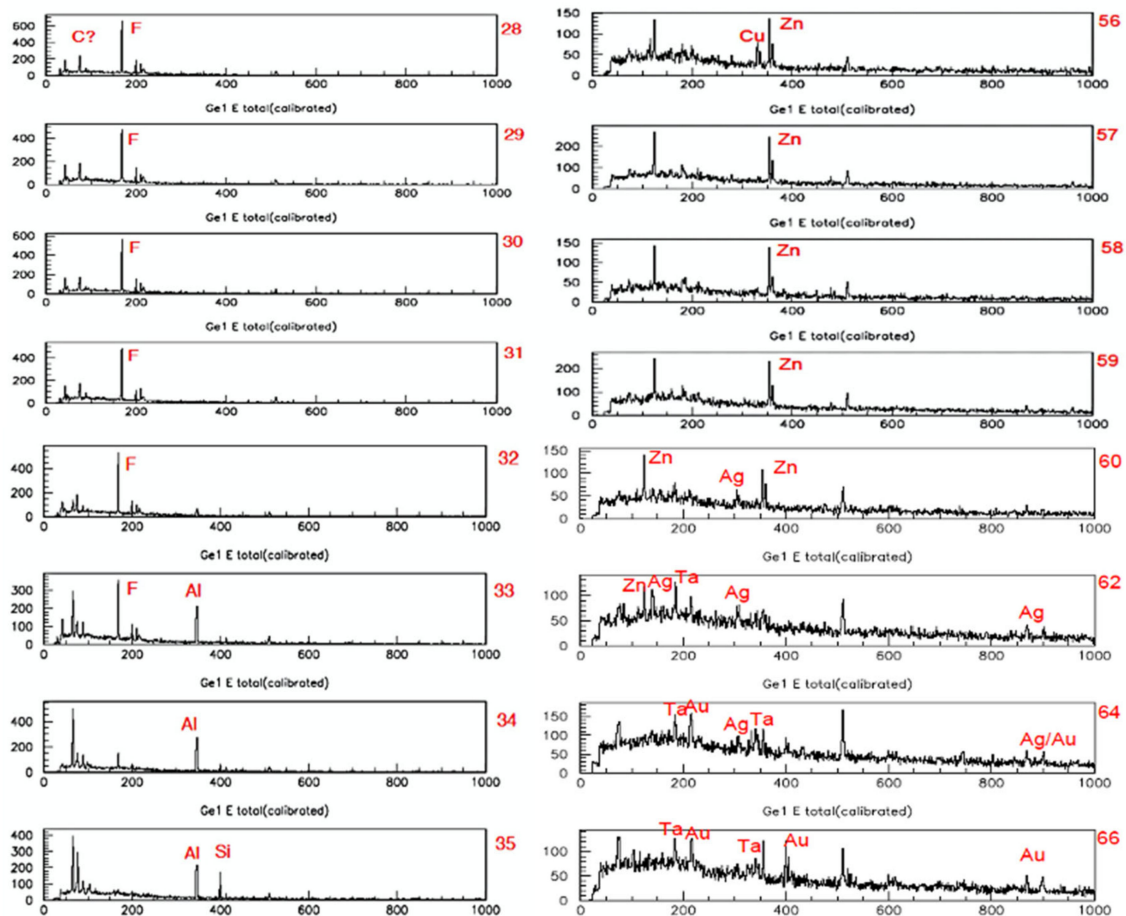 600
400
200
0
C? F 28
0 200 400 600 800 1000
Ge1 E total(calibrated)
400
200
0
F 29
0 200 400 600 800 1000
Ge1 E total(calibrated)
600
400
200
0
F 30
0 200 400 600 800 1000
Ge1 E total(calibrated)
400
200
0
F 31
0 200 400 600 800 1000
Ge1 E total(calibrated)
400
200
0
F 32
0 200 400 600 800 1000
Ge1 E total(calibrated)
300
200
100
0
F Al 33
0 200 400 600 800 1000
Ge1 E total(calibrated)
400
200
0
Al 34
0 200 400 600 800 1000
Ge1 E total(calibrated)
400
300
200
100
0
Al Si 35
0 200 400 600 800 1000
150
100
50
0
Cu Zn 56
0 200 400 600 800 1000
Ge1 E total(calibrated)
200
100
0
Zn 57
0 200 400 600 800 1000
Ge1 E total(calibrated)
150
100
50
0
Zn 58
0 200 400 600 800 1000
Ge1 E total(calibrated)
200
100
0
Zn 59
0 200 400 600 800 1000
Ge1 E total(calibrated)
150
100
50
0
Zn Ag Zn 60
0 200 400 600 800 1000
Ge1 E total(calibrated)
100
50
0
Zn Ag Ta Ag Ag 62
0 200 400 600 800 1000
Ge1 E total(calibrated)
150
100
50
0
Ta Au Ag Ta Ag/Au 64
0 200 400 600 800 1000
Ge1 E total(calibrated)
100
50
0
Ta Au Ta Au Au 66
0 200 400 600 800 1000